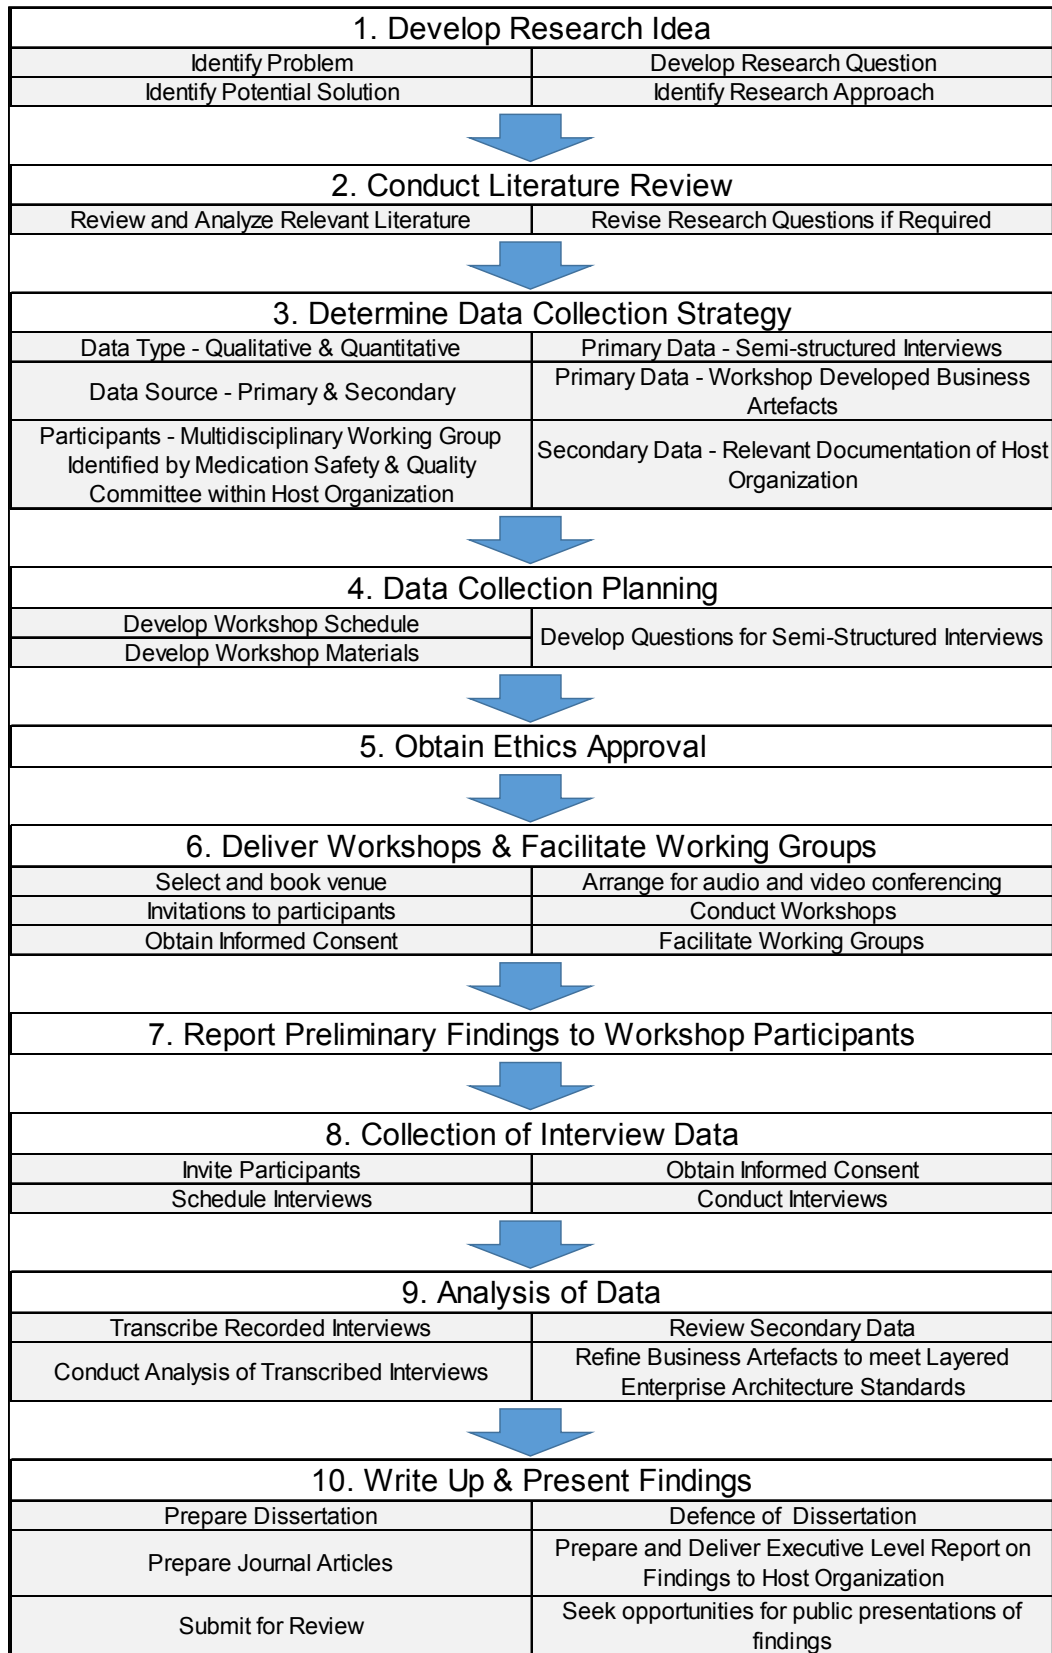 1. Develop Research Idea
Identify Problem
Develop Research Question
Identify Potential Solution
Identify Research Approach
2. Conduct Literature Review
Review and Analyze Relevant Literature
Revise Research Questions if Required
3. Determine Data Collection Strategy
Data Type - Qualitative & Quantitative
Primary Data - Semi-structured Interviews
Data Source - Primary & Secondary
Primary Data - Workshop Developed Business
Artefacts
Participants - Multidisciplinary Working Group
Identified by Medication Safety & Quality
Committee within Host Organization
Secondary Data - Relevant Documentation of Host
Organization
4. Data Collection Planning
Develop Workshop Schedule
Develop Workshop Materials
Develop Questions for Semi-Structured Interviews
5. Obtain Ethics Approval
6. Deliver Workshops & Facilitate Working Groups
Select and book venue
Arrange for audio and video conferencing
Invitations to participants
Conduct Workshops
Obtain Informed Consent
Facilitate Working Groups
7. Report Preliminary Findings to Workshop Participants
8. Collection of Interview Data
Invite Participants
Obtain Informed Consent
Schedule Interviews
Conduct Interviews
9. Analysis of Data
Transcribe Recorded Interviews
Review Secondary Data
Conduct Analysis of Transcribed Interviews
Refine Business Artefacts to meet Layered
Enterprise Architecture Standards
10. Write Up & Present Findings
Prepare Dissertation
Defence of Dissertation
Prepare Journal Articles
Prepare and Deliver Executive Level Report on
Findings to Host Organization
Submit for Review
Seek opportunities for public presentations of
findings